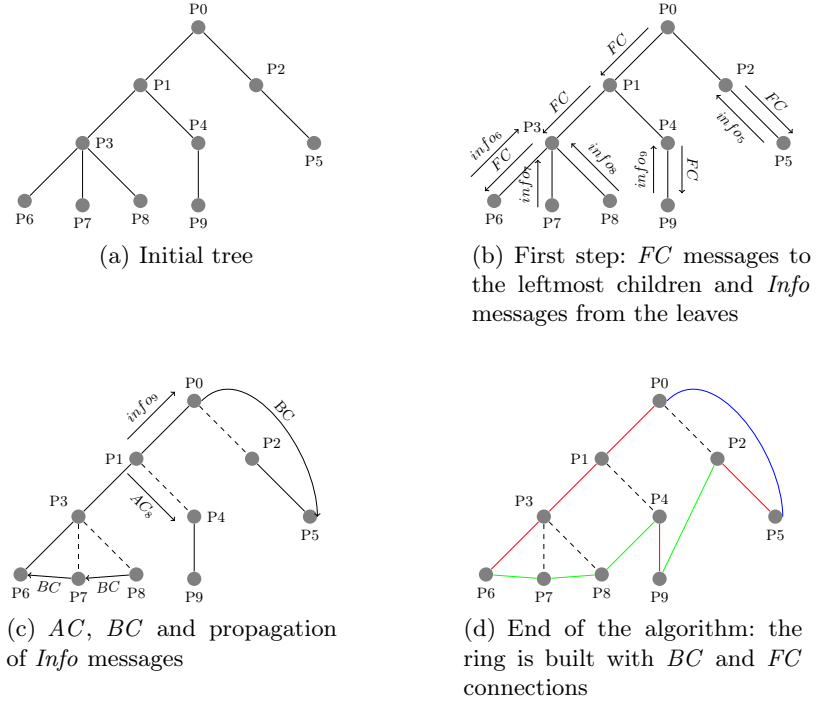 P0
P1
P2
P3
P4
P5
P6
P7
P8
P9
(a) Initial tree
P0
FC
P1
P2
FC
FC
info5
P3
P4
P5
info6
FC
info7
info8
info9
FC
P6
P7
P8
P9
(b) First step: FC messages to
the leftmost children and Info
messages from the leaves
P0
info9
BC
P1
P2
AC8
P3
P4
P5
P6
BC
P7
BC
P8
P9
(c) AC, BC and propagation
of Info messages
P0
P1
P2
P3
P4
P5
P6
P7
P8
P9
(d) End of the algorithm: the
ring is built with BC and FC
connections